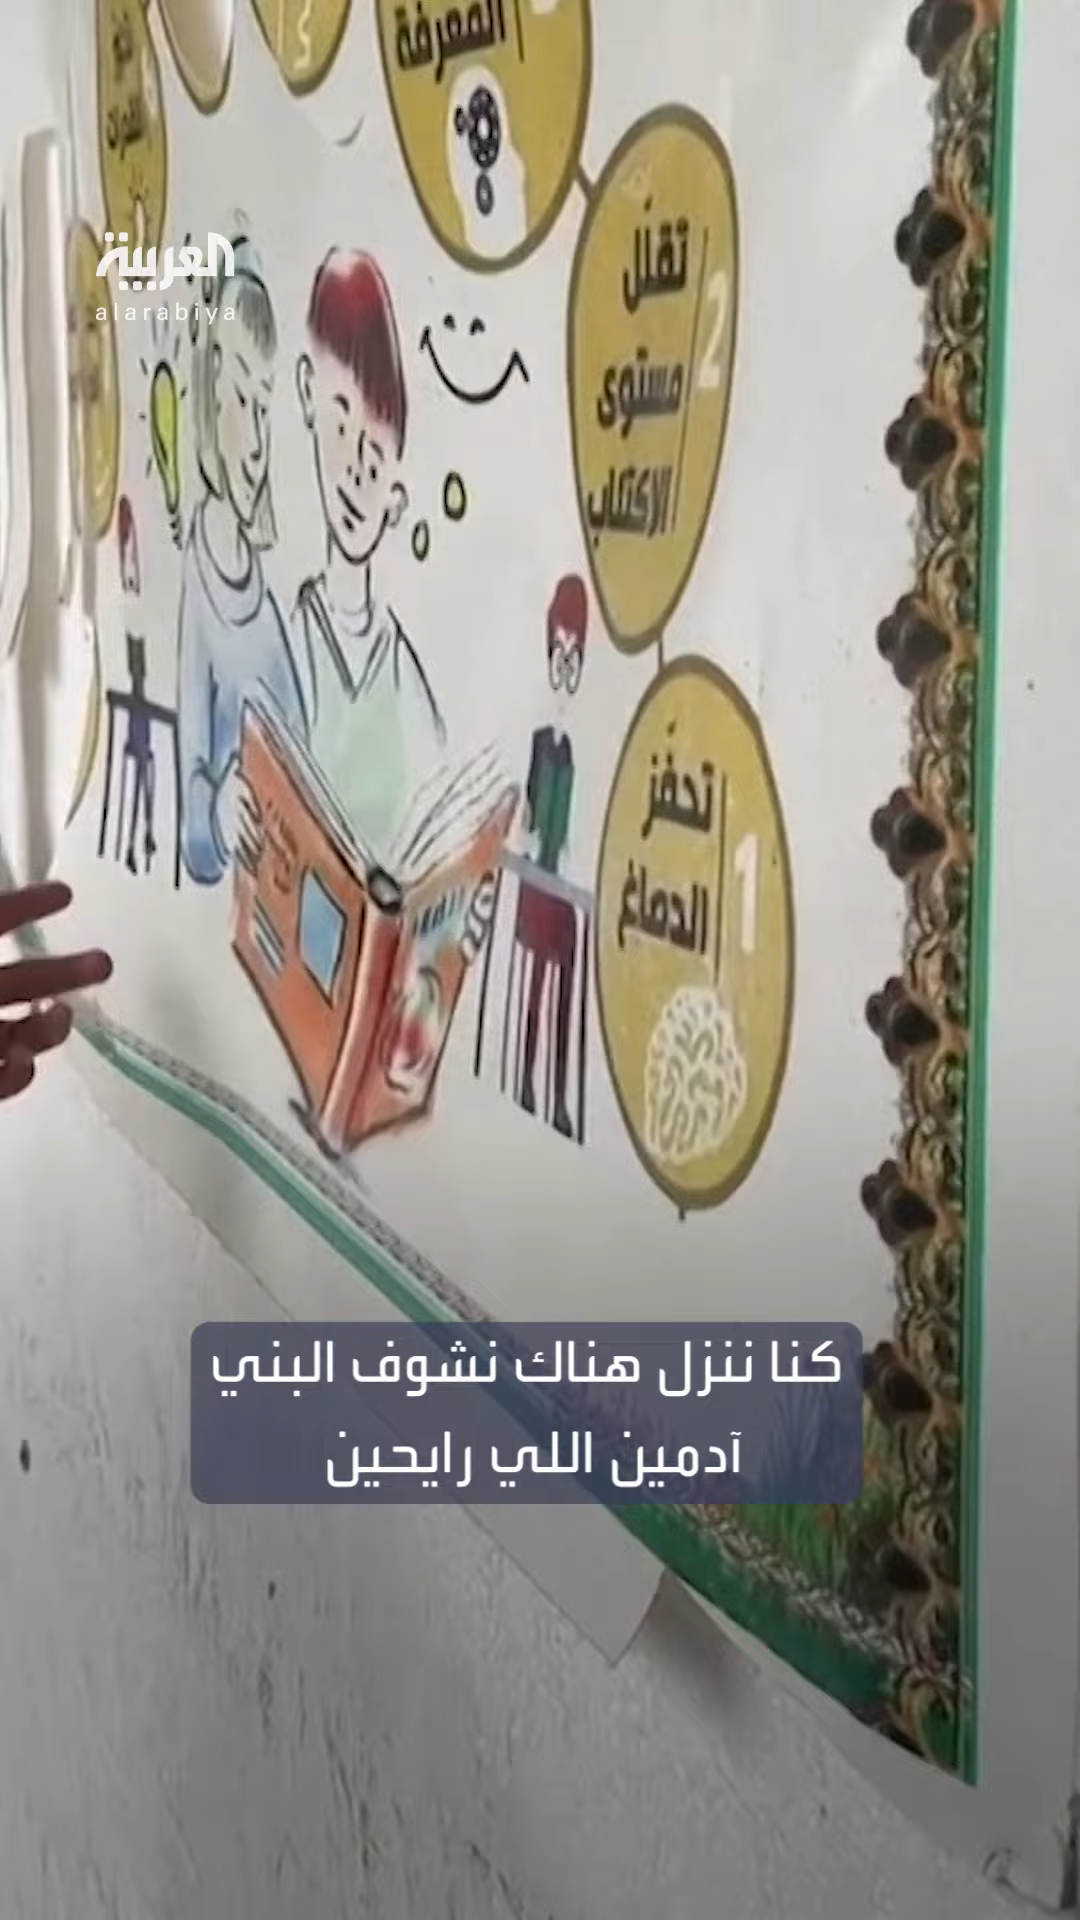 المعرفة
العربية
alarabiya
2
تقلل
مستوى
الاكتئاب
1
تحفز
الدماغ
كنا ننزل هناك نشوف البني
آدمين اللي رايحين